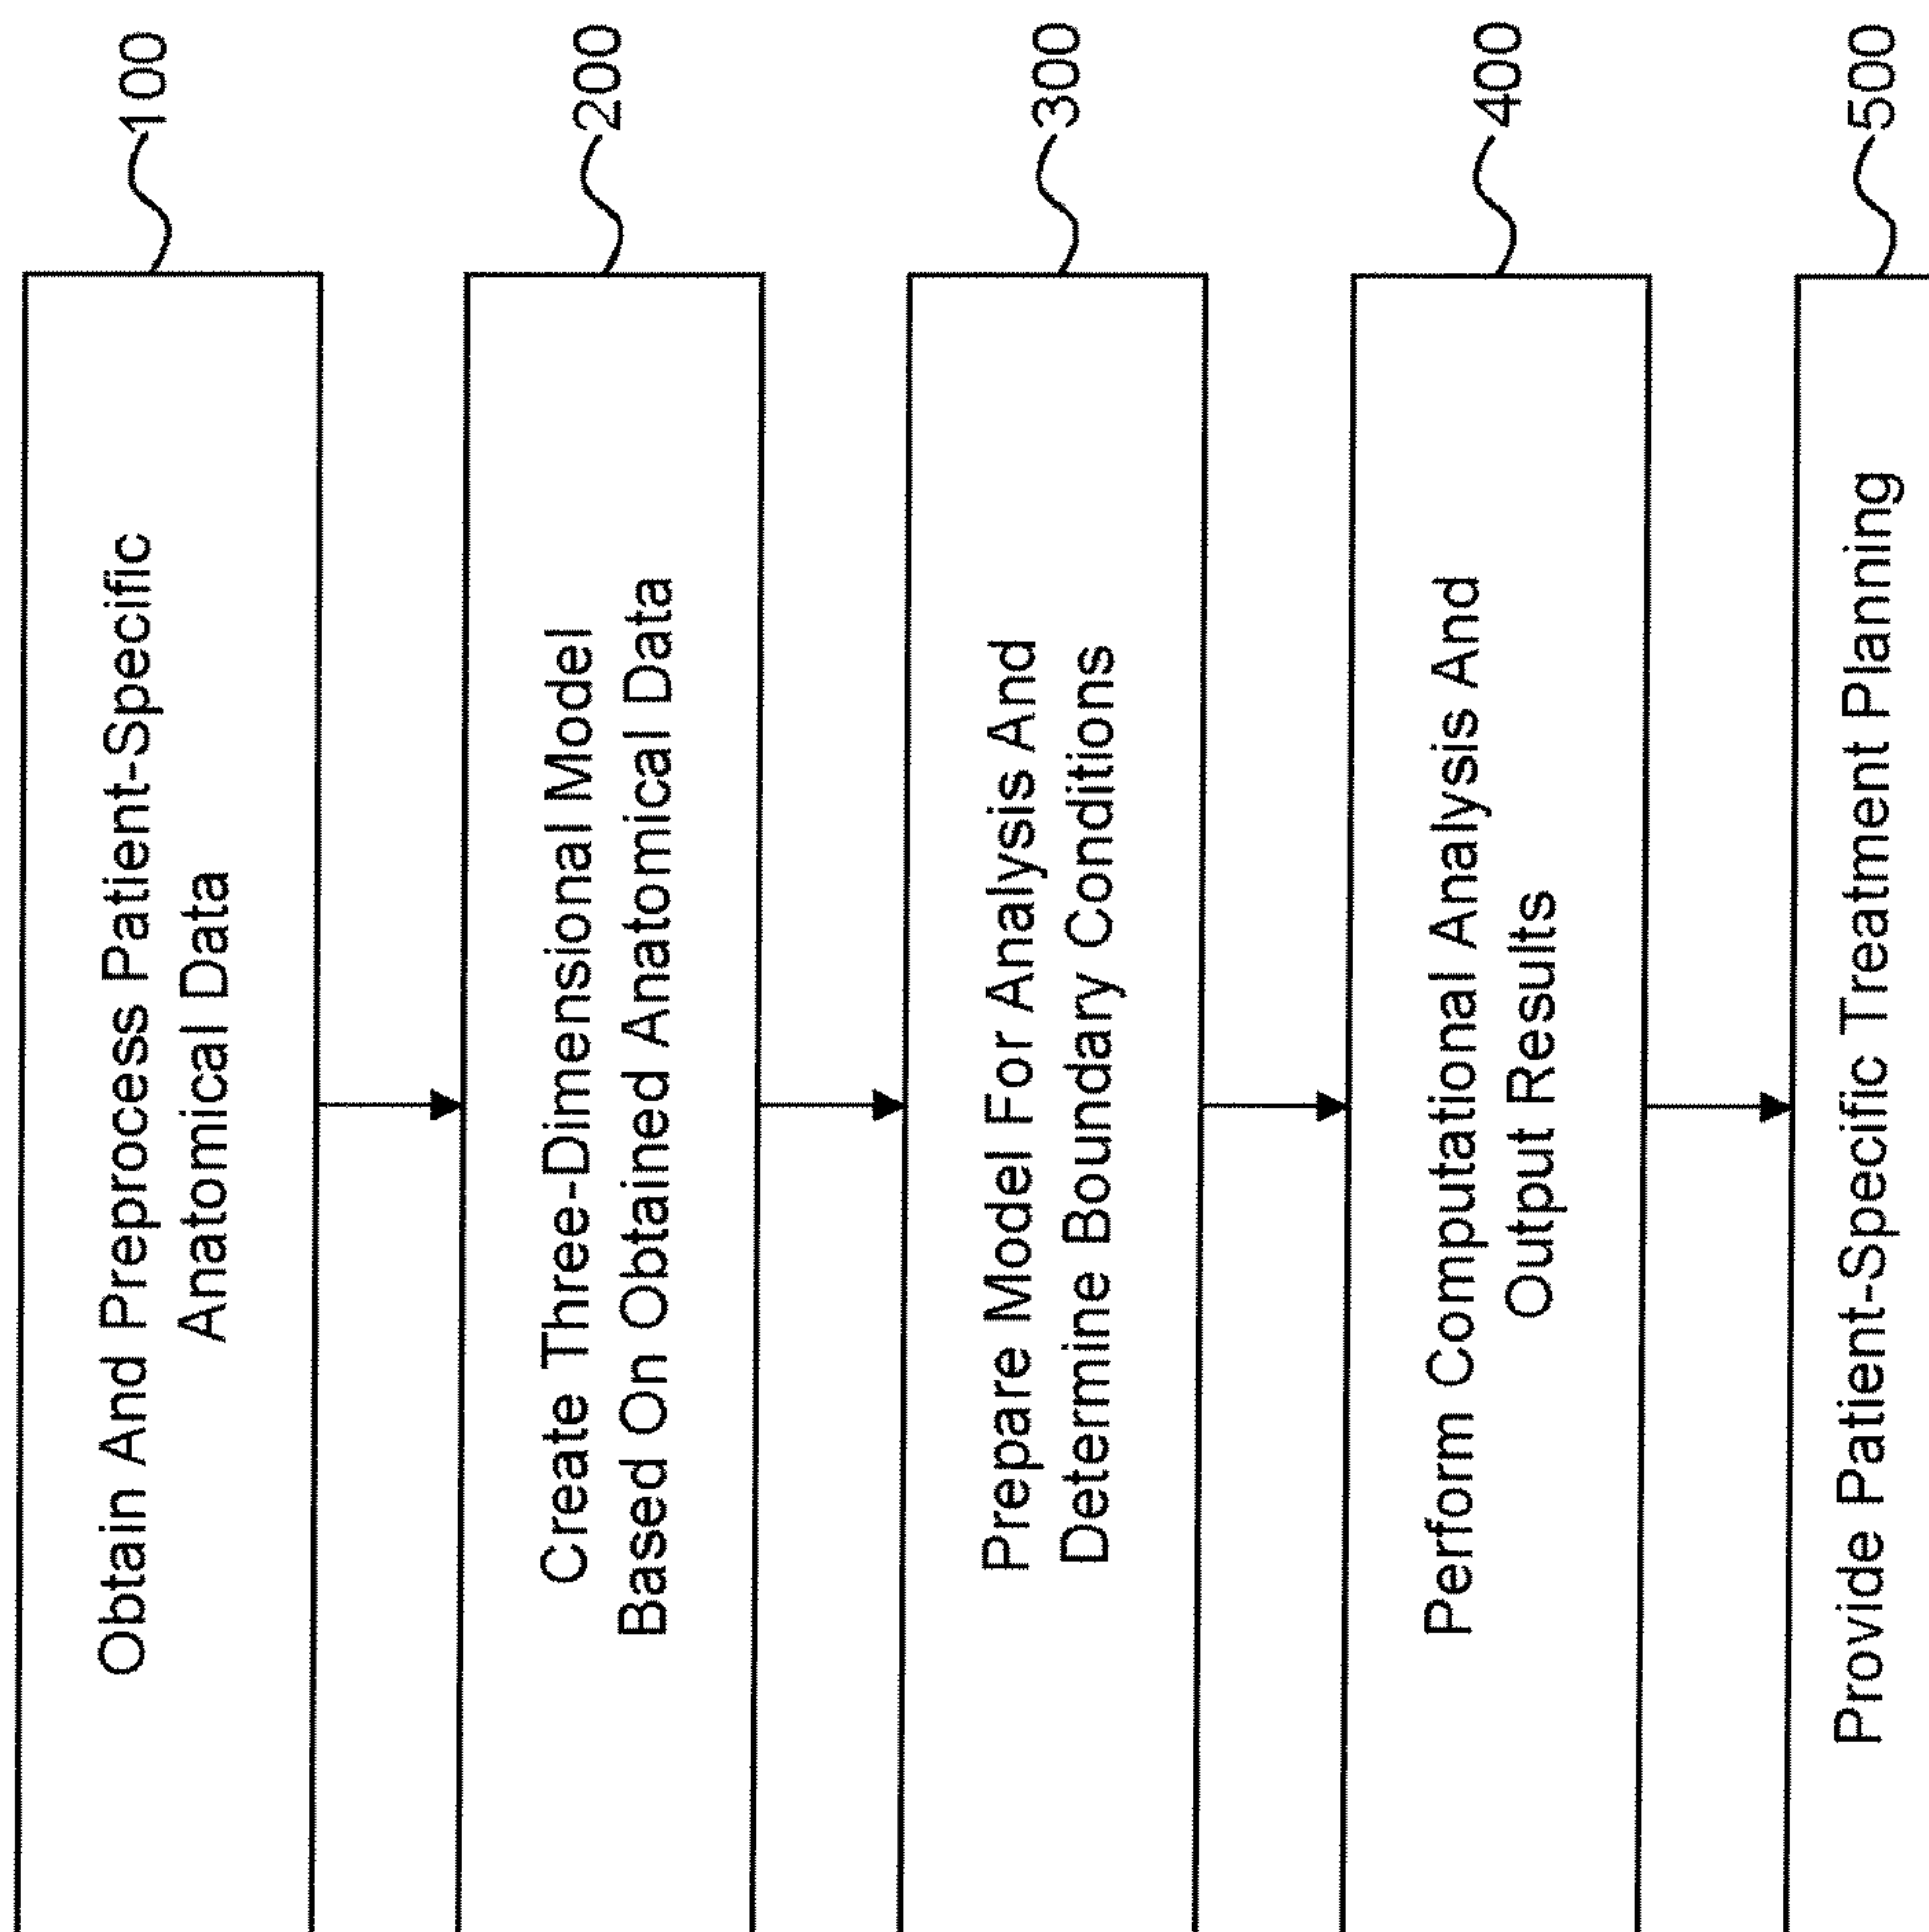 Obtain And Preprocess Patient-Specific
Anatomical Data
100
Create Three-Dimensional Model
Based On Obtained Anatomical Data
200
Prepare Model For Analysis And
Determine Boundary Conditions
300
Perform Computational Analysis And
Output Results
400
Provide Patient-Specific Treatment Planning
500